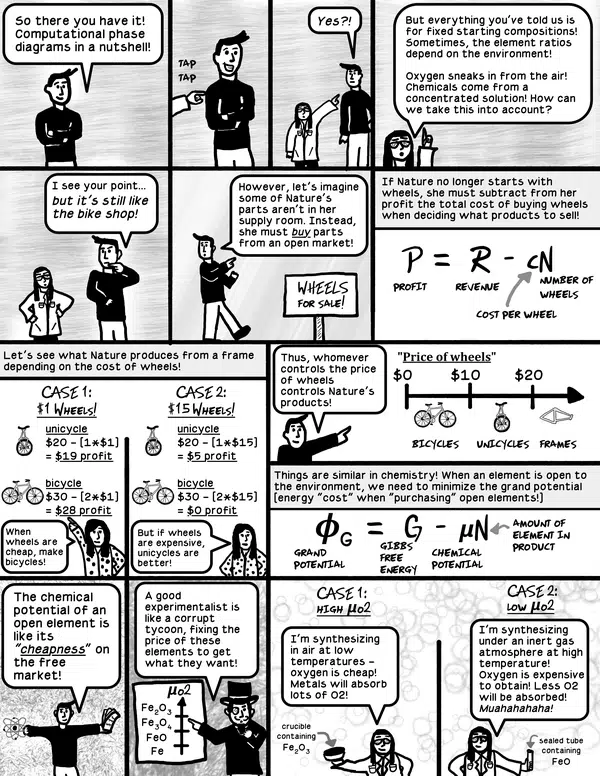 So there you have it!
Computational phase
diagrams in a nutshell!
TAP
TAP
Yes?!
But everything you've told us is
for fixed starting compositions!
Sometimes, the element ratios
depend on the environment!
Oxygen sneaks in from the air!
Chemicals come from a
concentrated solution! How can
we take this into account?
I see your point...
but it's still like
the bike shop!
However, let's imagine
some of Nature's
parts aren't in her
supply room. Instead,
she must buy parts
from an open market!
WHEELS
FOR SALE!
If Nature no longer starts with
wheels, she must subtract from her
profit the total cost of buying wheels
when deciding what products to sell!
P = R - cN
PROFIT
REVENUE
NUMBER OF
WHEELS
COST PER WHEEL
Let's see what Nature produces from a frame
depending on the cost of wheels!
CASE 1:
$1 WHEELS!
unicycle
$20 - [1*$1]
= $19 profit
bicycle
$30 - [2*$1]
= $28 profit
When
wheels are
cheap, make
bicycles!
CASE 2:
$15 WHEELS!
unicycle
$20 - [1*$15]
= $5 profit
bicycle
$30 - [2*$15]
= $0 profit
But if wheels
are expensive,
unicycles are
better!
Thus, whomever
controls the price
of wheels
controls Nature's
products!
"Price of wheels"
$0 $10 $20
BICYCLES UNICYCLES FRAMES
Things are similar in chemistry! When an element is open to
the environment, we need to minimize the grand potential
[energy "cost" when "purchasing" open elements!]
ϕG = G - μN
GRAND
POTENTIAL
GIBBS
FREE
ENERGY
CHEMICAL
POTENTIAL
AMOUNT OF
ELEMENT IN
PRODUCT
The chemical
potential of an
open element is
like its
"cheapness" on
the free
market!
A good
experimentalist is
like a corrupt
tycoon, fixing the
price of these
elements to get
what they want!
μO2
Fe₂O₃
Fe₃O₄
FeO
Fe
CASE 1:
HIGH μO2
I'm synthesizing
in air at low
temperatures –
oxygen is cheap!
Metals will absorb
lots of O2!
crucible
containing
Fe₂O₃
CASE 2:
LOW μO2
I'm synthesizing
under an inert gas
atmosphere at high
temperature!
Oxygen is expensive
to obtain! Less O2
will be absorbed!
Muahahahaha!
sealed tube
containing
FeO